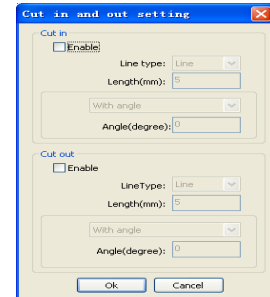 Cut in and out setting
Cut in
Enable
Line type: Line
Length(mm): 5
With angle
Angle(degree): 0
Cut out
Enable
LineType: Line
Length(mm): 5
With angle
Angle(degree): 0
Ok Cancel